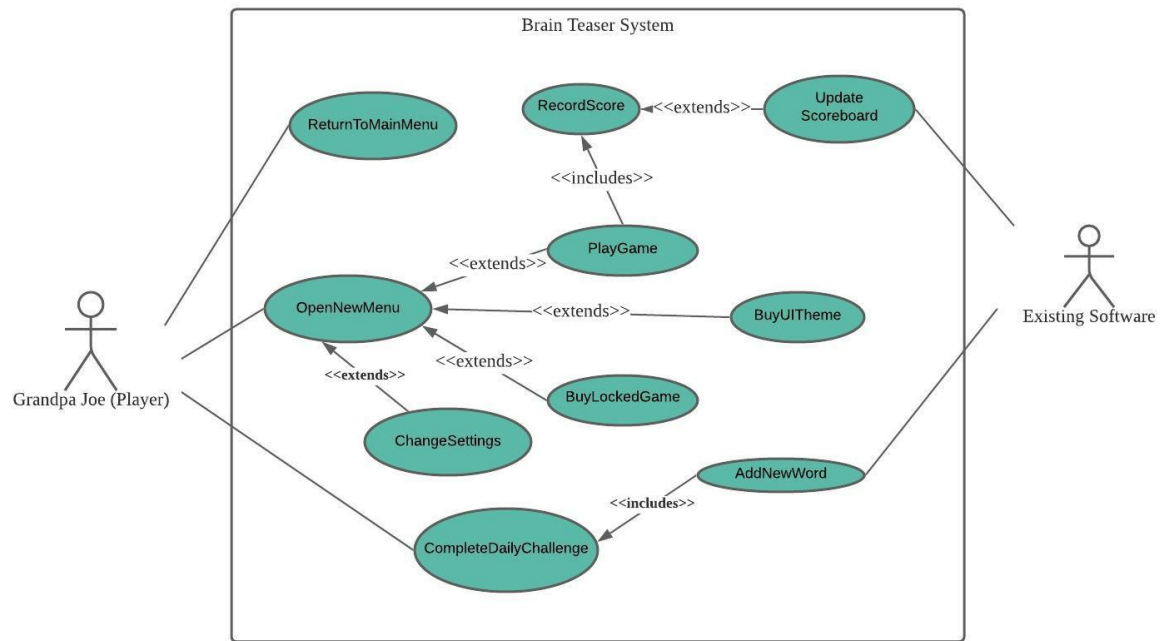 Brain Teaser System
RecordScore
<<extends>>
Update
Scoreboard
ReturnToMainMenu
<<includes>>
PlayGame
<<extends>>
OpenNewMenu
<<extends>>
BuyUITheme
Existing Software
<<extends>>
<<extends>>
Grandpa Joe (Player)
BuyLockedGame
ChangeSettings
AddNewWord
<<includes>>
CompleteDailyChallenge